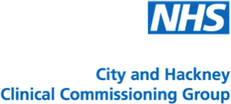 NHS
City and Hackney
Clinical Commissioning Group